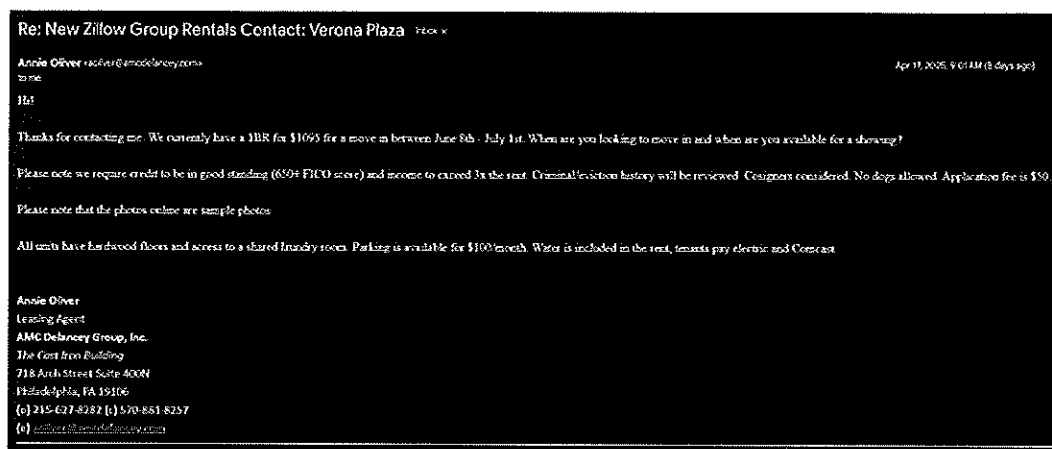 Re: New Zillow Group Rentals Contact: Verona Plaza Inbox x
Annie Oliver <aoliver@amcdelancey.com>
Apr 17, 2025, 9:01 AM (8 days ago)
to me
Hi!
Thanks for contacting me. We currently have a 1BR for $1095 for a move in between June 8th - July 1st. When are you looking to move in and when are you available for a showing?
Please note we require credit to be in good standing (650+ FICO score) and income to exceed 3x the rent. Criminal/eviction history will be reviewed. Cosigners considered. No dogs allowed. Application fee is $50.
Please note that the photos online are sample photos
All units have hardwood floors and access to a shared laundry room. Parking is available for $100/month. Water is included in the rent, tenants pay electric and Comcast
Annie Oliver
Leasing Agent
AMC Delancey Group, Inc.
The Cast Iron Building
718 Arch Street Suite 400N
Philadelphia, PA 19106
(o) 215-627-8282 (c) 570-881-8257
(e) aoliver@amcdelancey.com